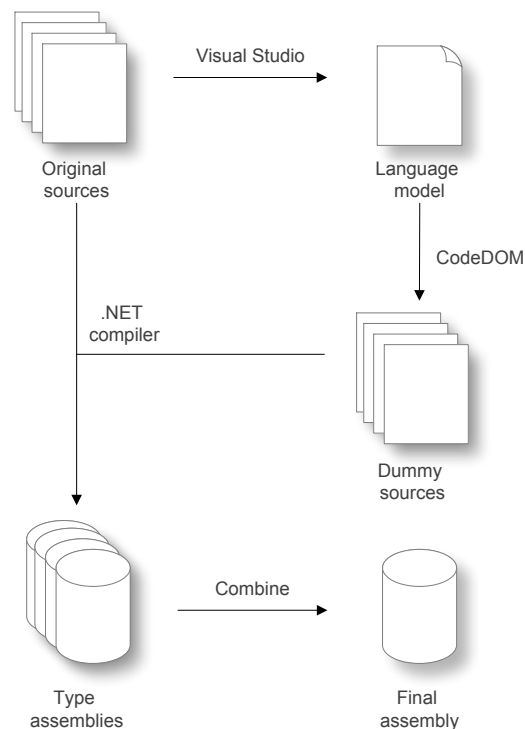 Visual Studio
Original
sources
Language
model
CodeDOM
.NET
compiler
Dummy
sources
Combine
Type
assemblies
Final
assembly